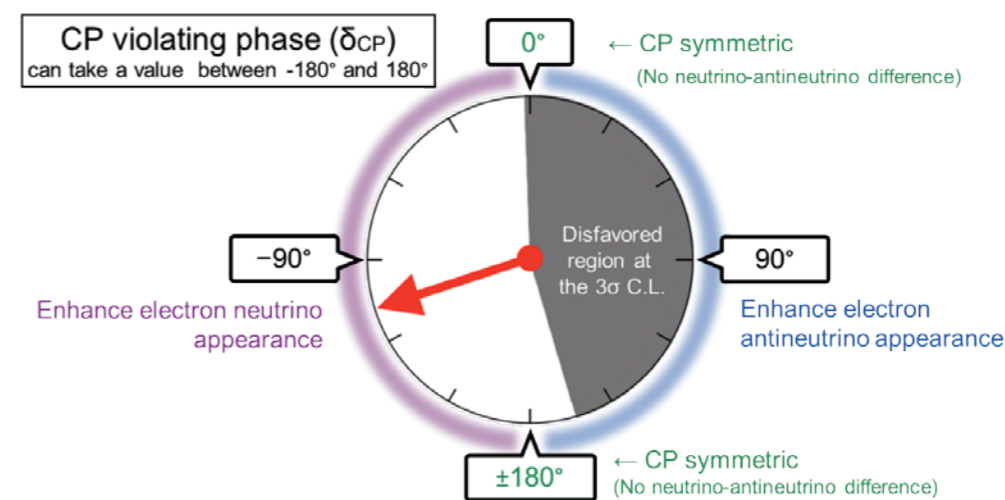 CP violating phase (δCP)
can take a value between -180° and 180°
0°
← CP symmetric
(No neutrino-antineutrino difference)
−90°
Disfavored
region at
the 3σ C.L.
90°
Enhance electron neutrino
appearance
Enhance electron
antineutrino appearance
±180°
← CP symmetric
(No neutrino-antineutrino difference)